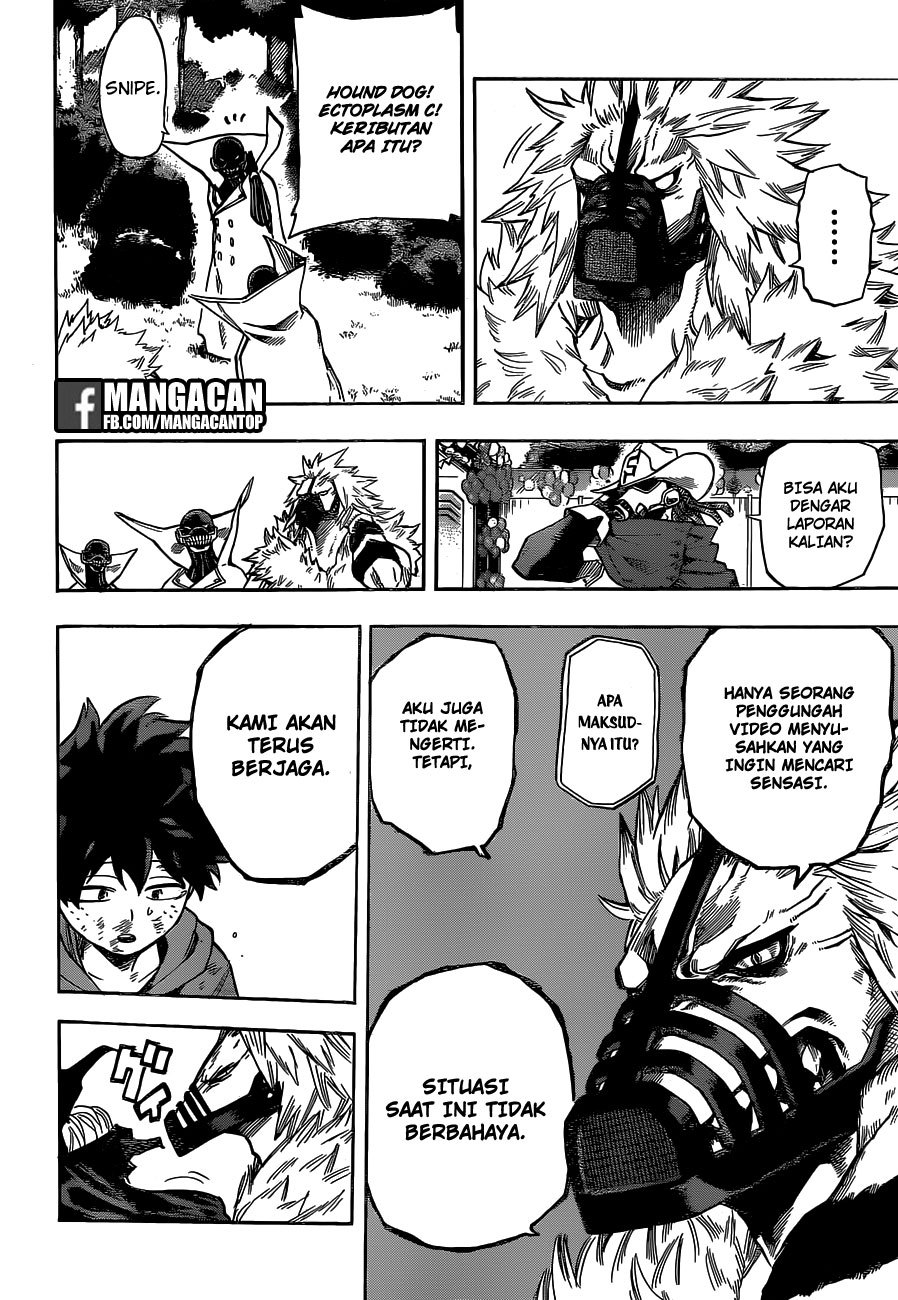 ......
HOUND DOG!
ECTOPLASM C!
KERIBUTAN
APA ITU?
SNIPE.
f MANGACAN
FB.COM/MANGACANTOP
BISA AKU
DENGAR
LAPORAN
KALIAN?
S
HANYA SEORANG
PENGGUNGAH
VIDEO MENYU-
SAHKAN YANG
INGIN MENCARI
SENSASI.
APA
MAKSUD-
NYA ITU?
AKU JUGA
TIDAK ME-
NGERTI.
TETAPI,
SITUASI
SAAT INI TIDAK
BERBAHAYA.
KAMI AKAN
TERUS
BERJAGA.
グイ